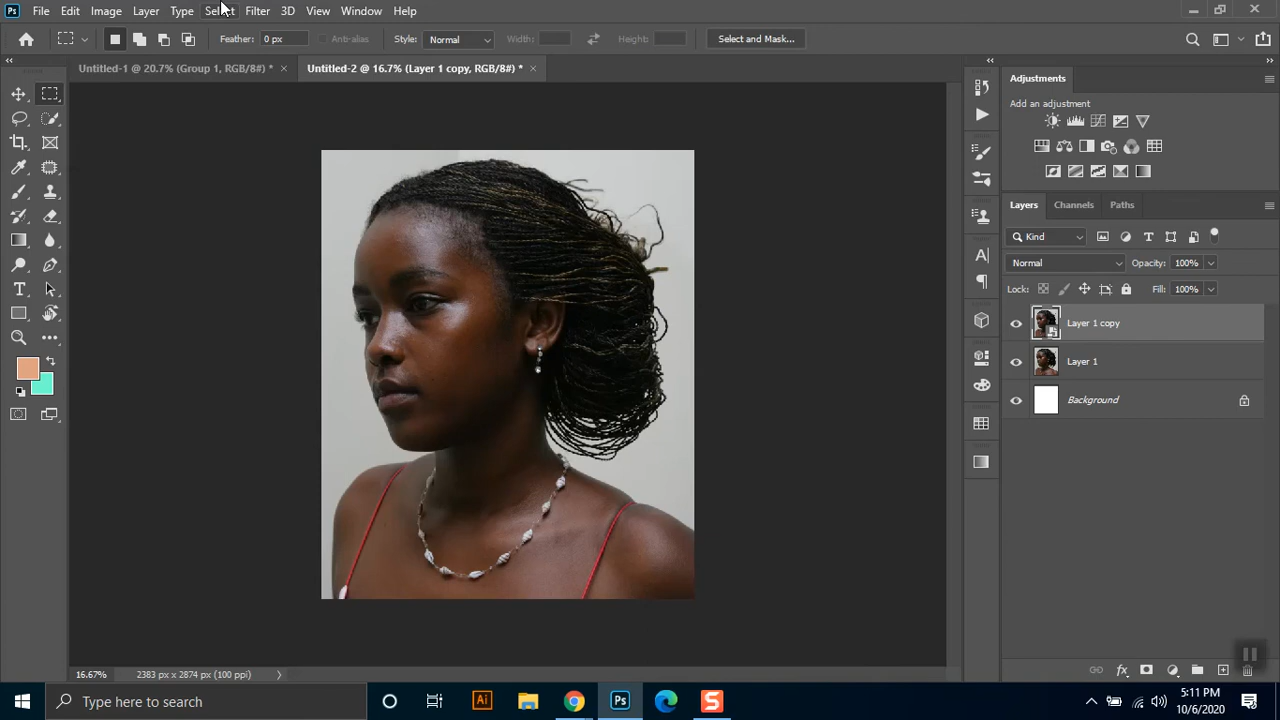 Ps File Edit Image Layer Type Select Filter 3D View Window Help
Feather: 0 px Anti-alias Style: Normal Width: Height: Select and Mask...
Untitled-1 @ 20.7% (Group 1, RGB/8#) * × Untitled-2 @ 16.7% (Layer 1 copy, RGB/8#) * ×
Adjustments
Add an adjustment
Layers Channels Paths
Kind
Normal Opacity: 100%
Lock: Fill: 100%
Layer 1 copy
Layer 1
Background
16.67% 2383 px x 2874 px (100 ppi)
Type here to search Ai Ps S
3:11 PM
10/6/2020